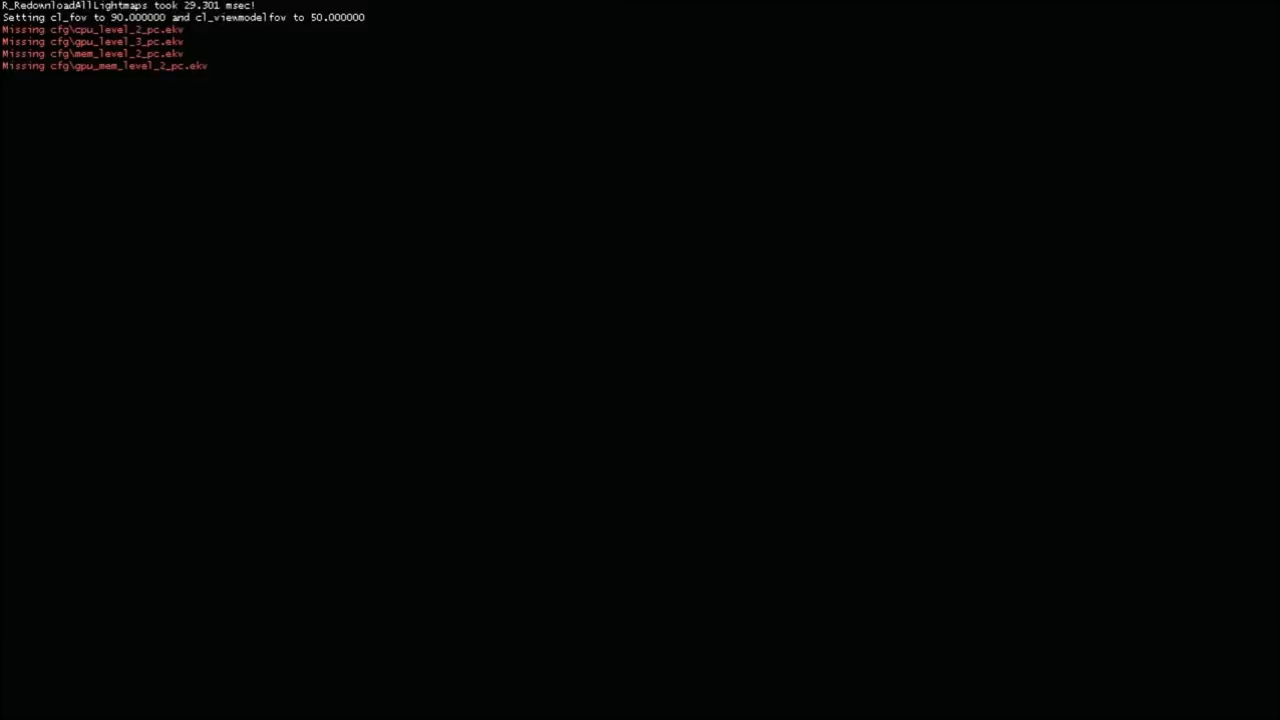 R_RedownloadAllLightmaps took 29.301 msec!
Setting cl_fov to 90.000000 and cl_viewmodelfov to 50.000000
Missing cfg\cpu_level_2_pc.ekv
Missing cfg\gpu_level_3_pc.ekv
Missing cfg\mem_level_2_pc.ekv
Missing cfg\gpu_mem_level_2_pc.ekv